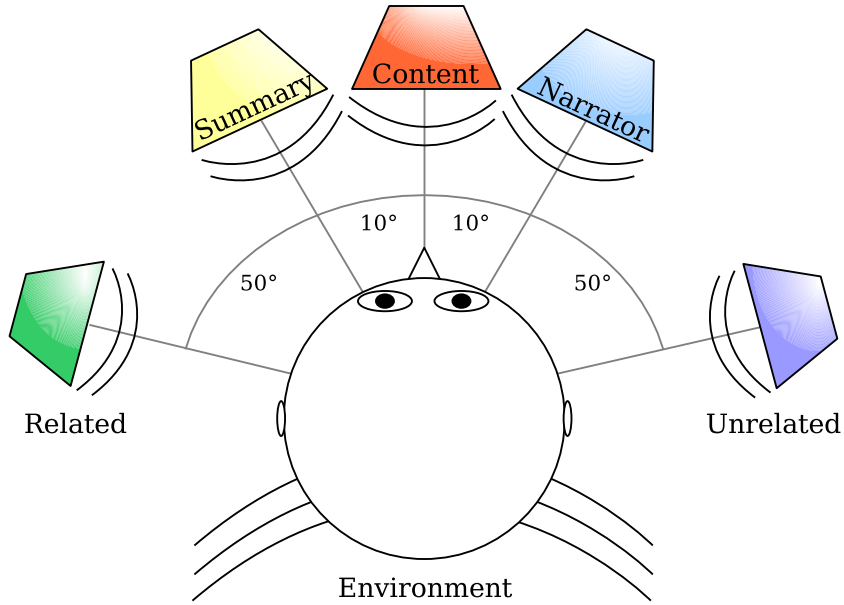 Summary
Content
Narrator
10°
10°
50°
50°
Related
Unrelated
Environment